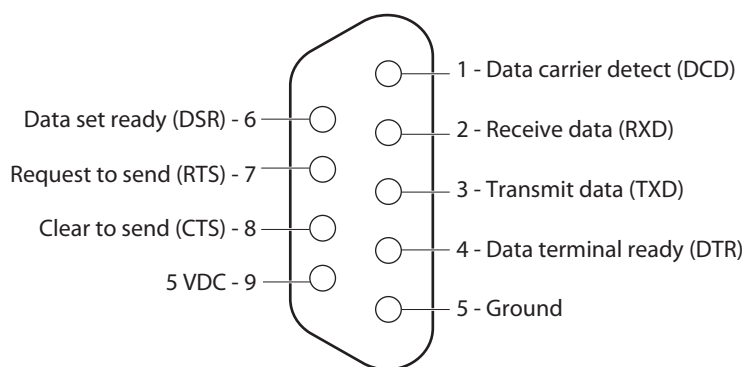 1 - Data carrier detect (DCD)
Data set ready (DSR) - 6
2 - Receive data (RXD)
Request to send (RTS) - 7
3 - Transmit data (TXD)
Clear to send (CTS) - 8
4 - Data terminal ready (DTR)
5 VDC - 9
5 - Ground